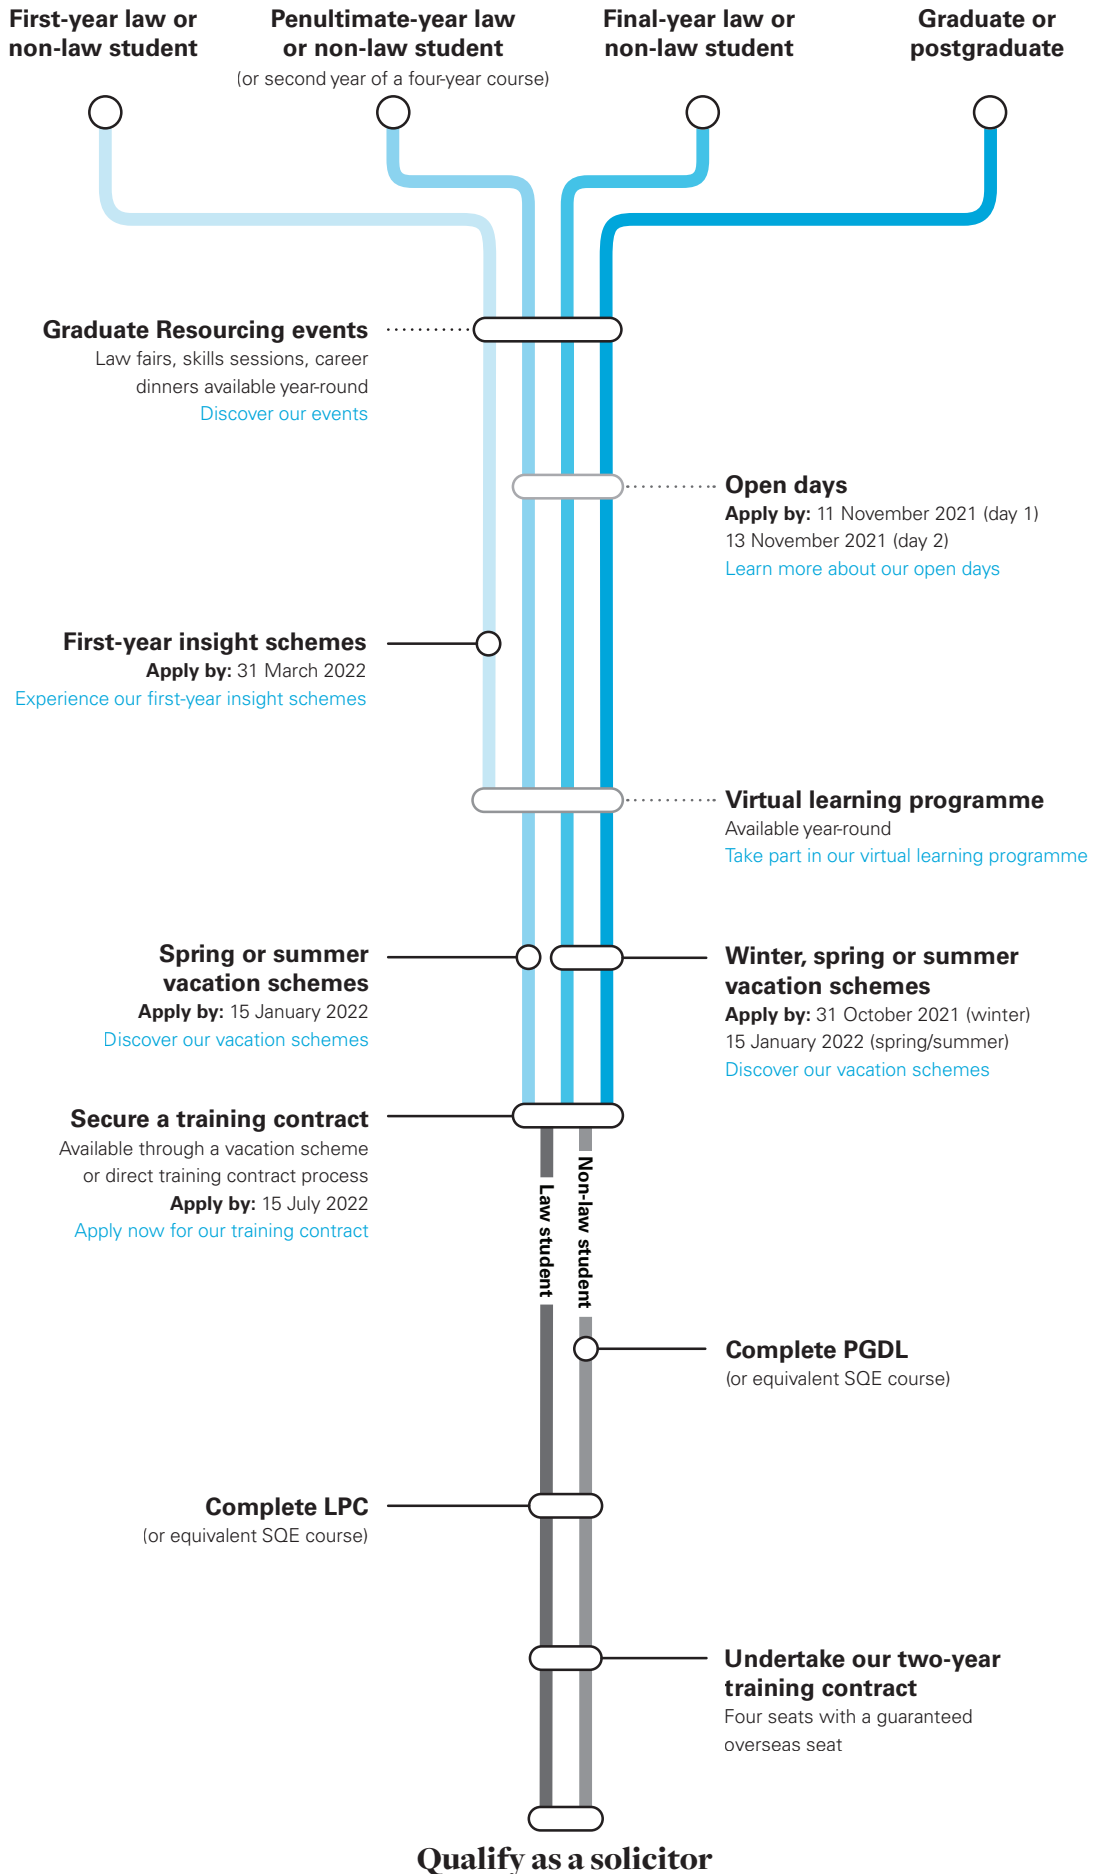 First-year law or
non-law student
Penultimate-year law
or non-law student
(or second year of a four-year course)
Final-year law or
non-law student
Graduate or
postgraduate
Graduate Resourcing events
Law fairs, skills sessions, career
dinners available year-round
Discover our events
Open days
Apply by: 11 November 2021 (day 1)
13 November 2021 (day 2)
Learn more about our open days
First-year insight schemes
Apply by: 31 March 2022
Experience our first-year insight schemes
Virtual learning programme
Available year-round
Take part in our virtual learning programme
Spring or summer
vacation schemes
Apply by: 15 January 2022
Discover our vacation schemes
Winter, spring or summer
vacation schemes
Apply by: 31 October 2021 (winter)
15 January 2022 (spring/summer)
Discover our vacation schemes
Secure a training contract
Available through a vacation scheme
or direct training contract process
Apply by: 15 July 2022
Apply now for our training contract
Law student
Non-law student
Complete PGDL
(or equivalent SQE course)
Complete LPC
(or equivalent SQE course)
Undertake our two-year
training contract
Four seats with a guaranteed
overseas seat
Qualify as a solicitor